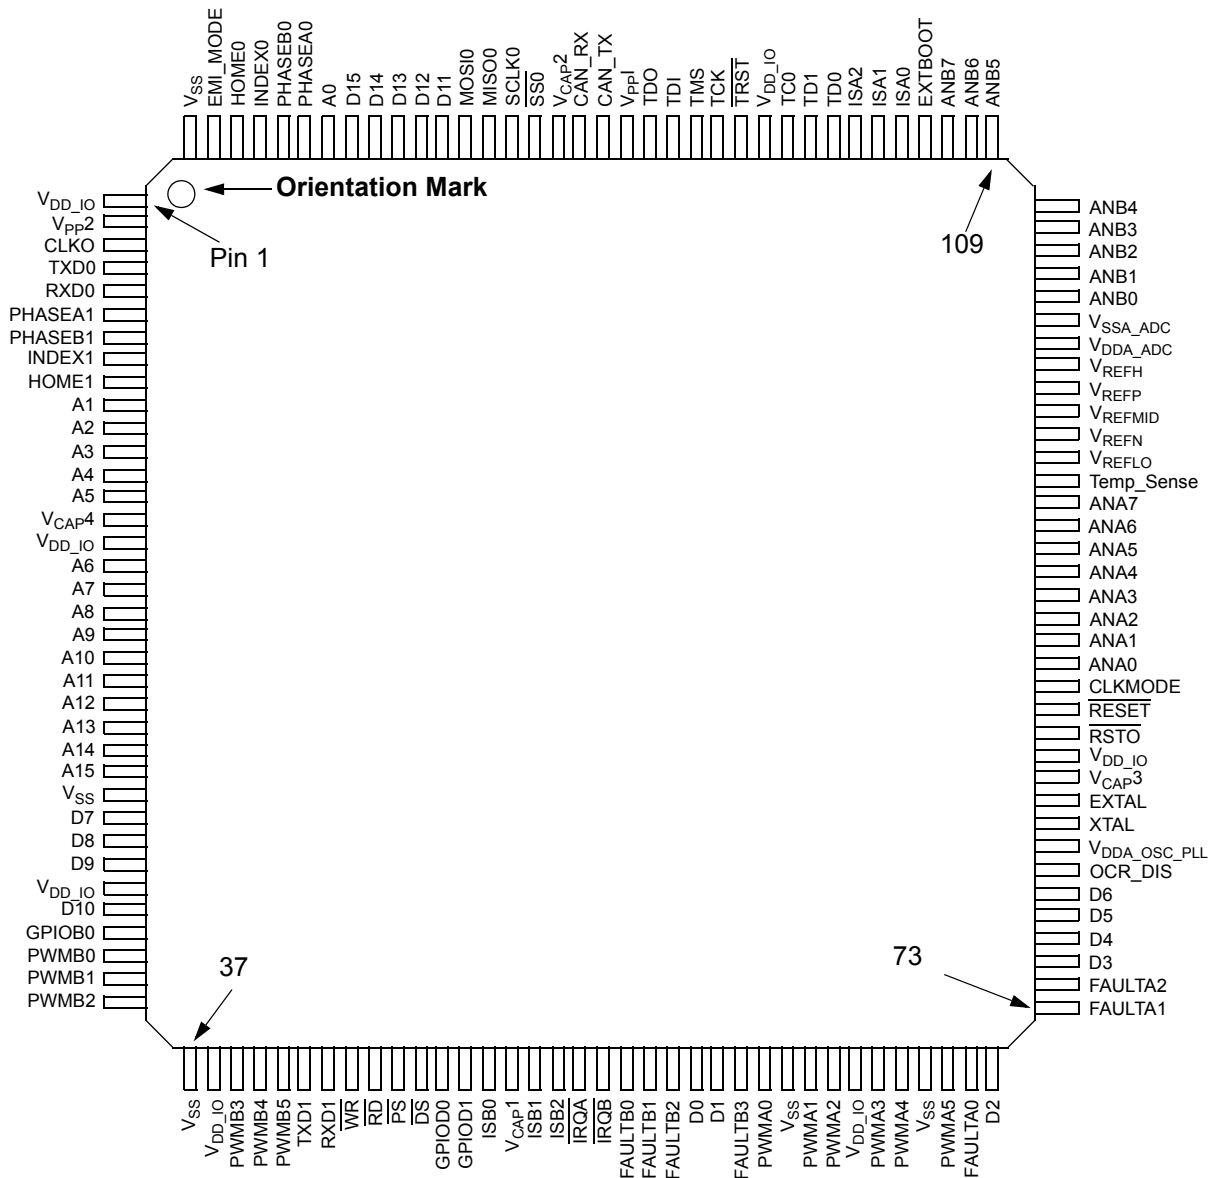 VSS
EMI_MODE
HOME0
INDEX0
PHASEB0
PHASEA0
A0
D15
D14
D13
D12
D11
MOSI0
MISO0
SCLK0
SS0
VCAP2
CAN_RX
CAN_TX
VPP1
TDO
TDI
TMS
TCK
TRST
VDD_IO
TC0
TD1
TD0
ISA2
ISA1
ISA0
EXTBOOT
ANB7
ANB6
ANB5
Orientation Mark
Pin 1
109
VDD_IO
VPP2
CLKO
TXD0
RXD0
PHASEA1
PHASEB1
INDEX1
HOME1
A1
A2
A3
A4
A5
VCAP4
VDD_IO
A6
A7
A8
A9
A10
A11
A12
A13
A14
A15
VSS
D7
D8
D9
VDD_IO
D10
GPIOB0
PWMB0
PWMB1
PWMB2
ANB4
ANB3
ANB2
ANB1
ANB0
VSSA_ADC
VDDA_ADC
VREFH
VREFP
VREFMID
VREFN
VREFLO
Temp_Sense
ANA7
ANA6
ANA5
ANA4
ANA3
ANA2
ANA1
ANA0
CLKMODE
RESET
RSTO
VDD_IO
VCAP3
EXTAL
XTAL
VDDA_OSC_PLL
OCR_DIS
D6
D5
D4
D3
FAULTA2
FAULTA1
37
73
VSS
VDD_IO
PWMB3
PWMB4
PWMB5
TXD1
RXD1
WR
RD
PS
DS
GPIOD0
GPIOD1
ISB0
VCAP1
ISB1
ISB2
IRQA
IRQB
FAULTB0
FAULTB1
FAULTB2
D0
D1
FAULTB3
PWMA0
VSS
PWMA1
PWMA2
VDD_IO
PWMA3
PWMA4
VSS
PWMA5
FAULTA0
D2